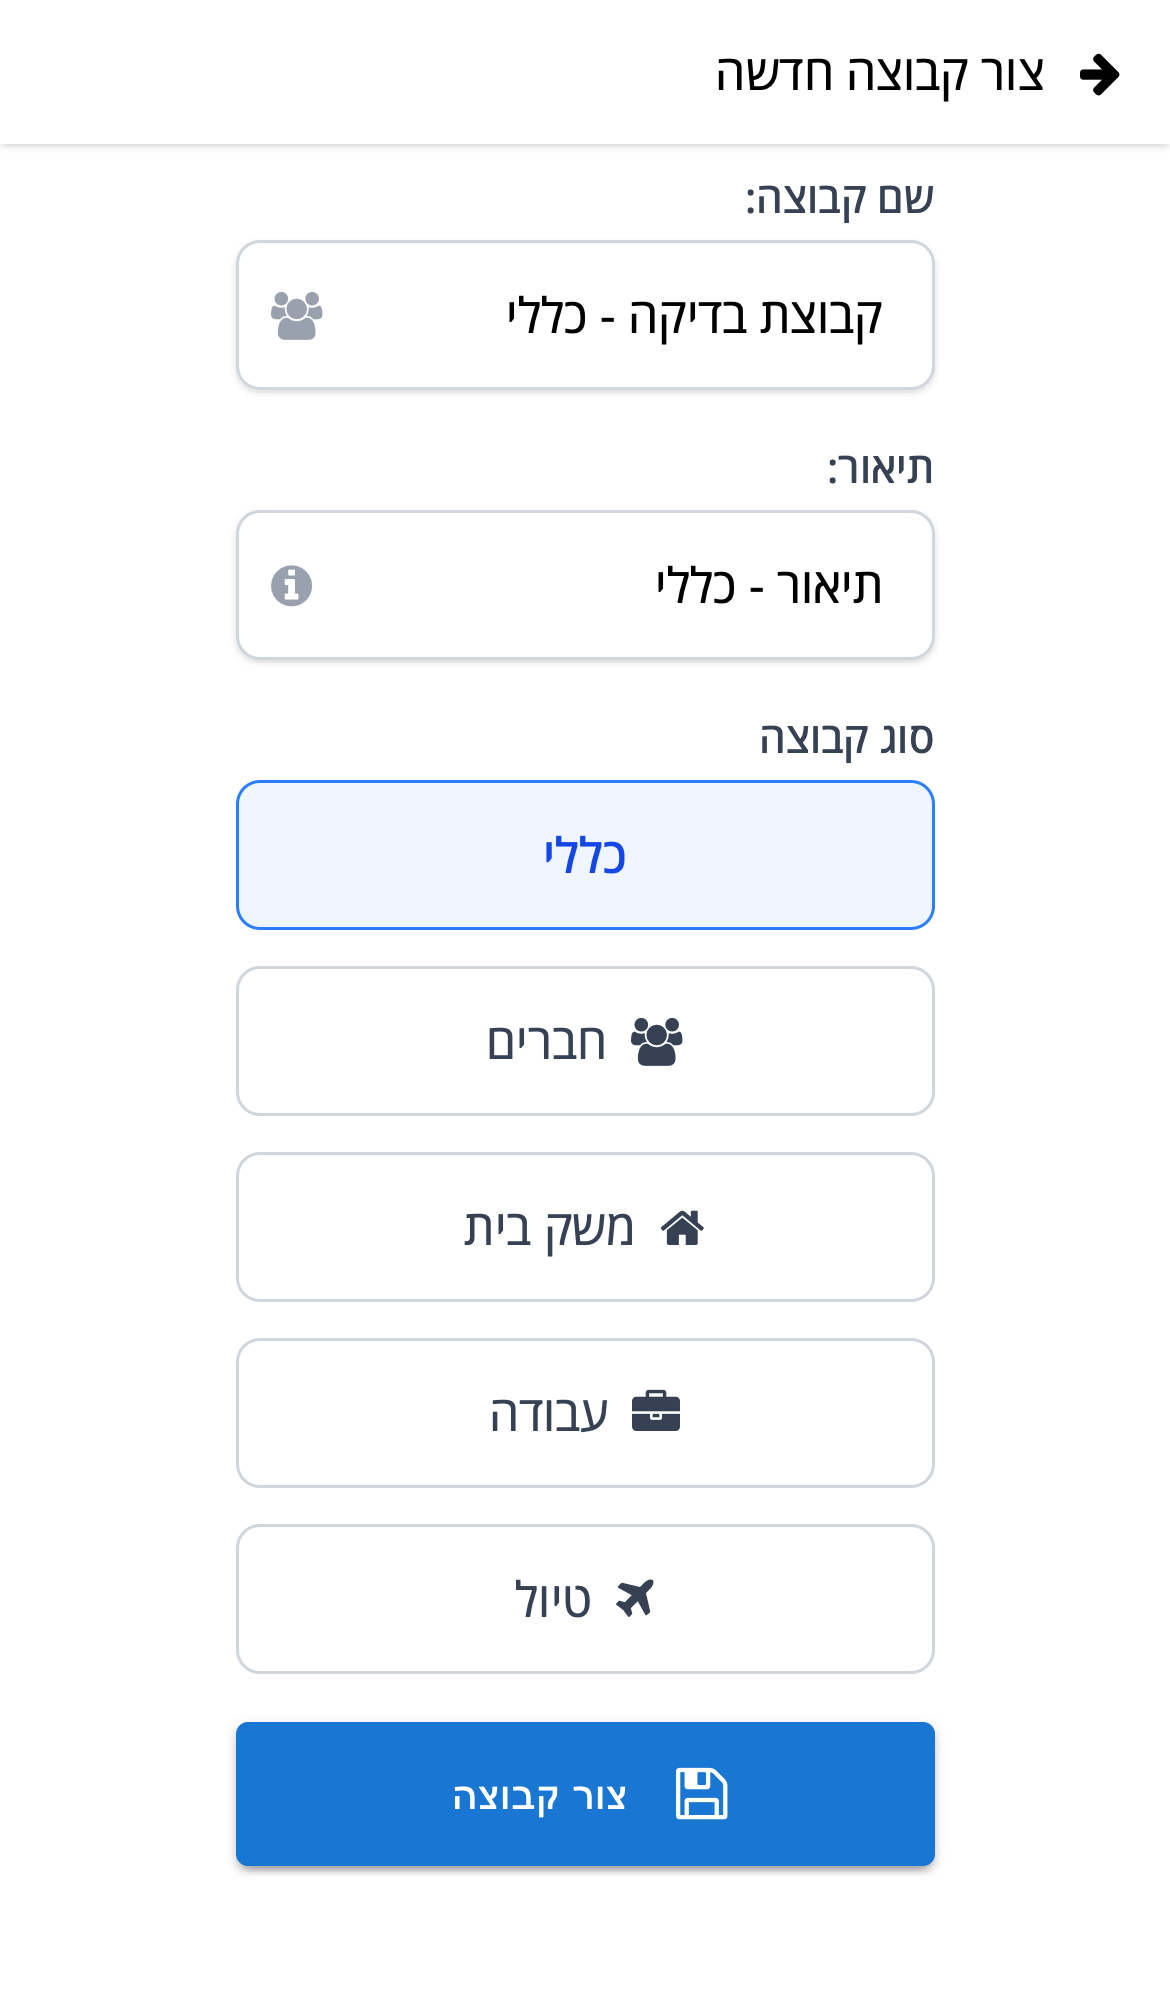 צור קבוצה חדשה
שם קבוצה:
קבוצת בדיקה - כללי
תיאור:
תיאור - כללי
סוג קבוצה
כללי
חברים
משק בית
עבודה
טיול
צור קבוצה